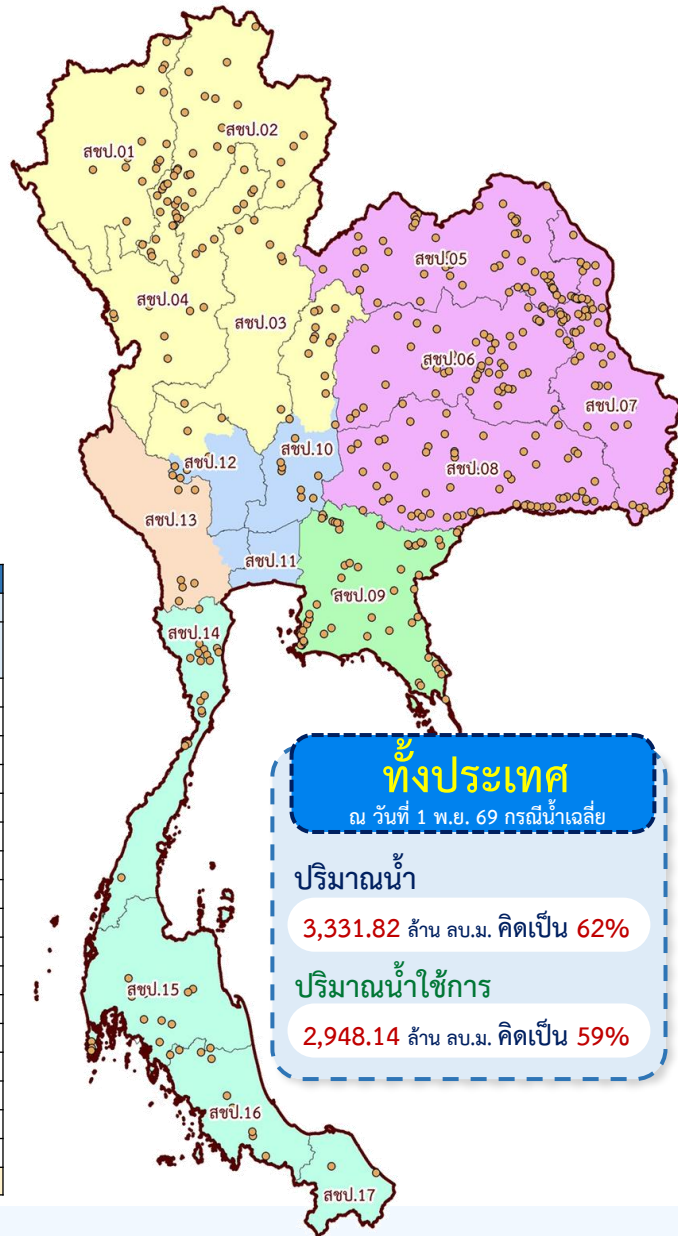 สชป.01
สชป.02
สชป.05
สชป.04
สชป.03
สชป.06
สชป.07
สชป.10
สชป.12
สชป.08
สชป.13
สชป.11
สชป.09
สชป.14
ทั้งประเทศ
ณ วันที่ 1 พ.ย. 69 กรณีน้ำเฉลี่ย
ปริมาณน้ำ
3,331.82 ล้าน ลบ.ม. คิดเป็น 62%
ปริมาณน้ำใช้การ
2,948.14 ล้าน ลบ.ม. คิดเป็น 59%
สชป.15
สชป.16
สชป.17